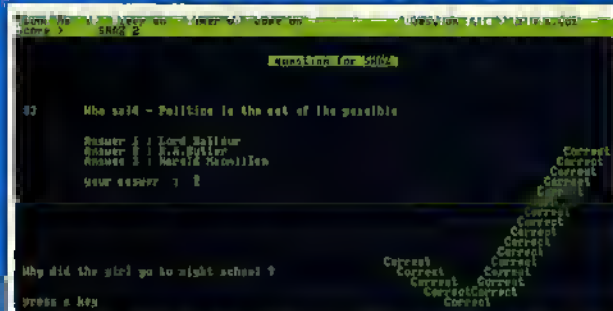 Question for SHAZ
Who said - Politics is the art of the possible
Answer 1 : Lord Balfour
Answer 2 : R.A.Butler
Answer 3 : Harold Macmillan
your answer : 2
Correct
Correct
Correct
Correct
Correct
Correct
Correct
Correct
Correct
Correct
Correct Correct
Why did the girl go to night school ? Correct Correct
Correct Correct
CorrectCorrect
press a key Correct